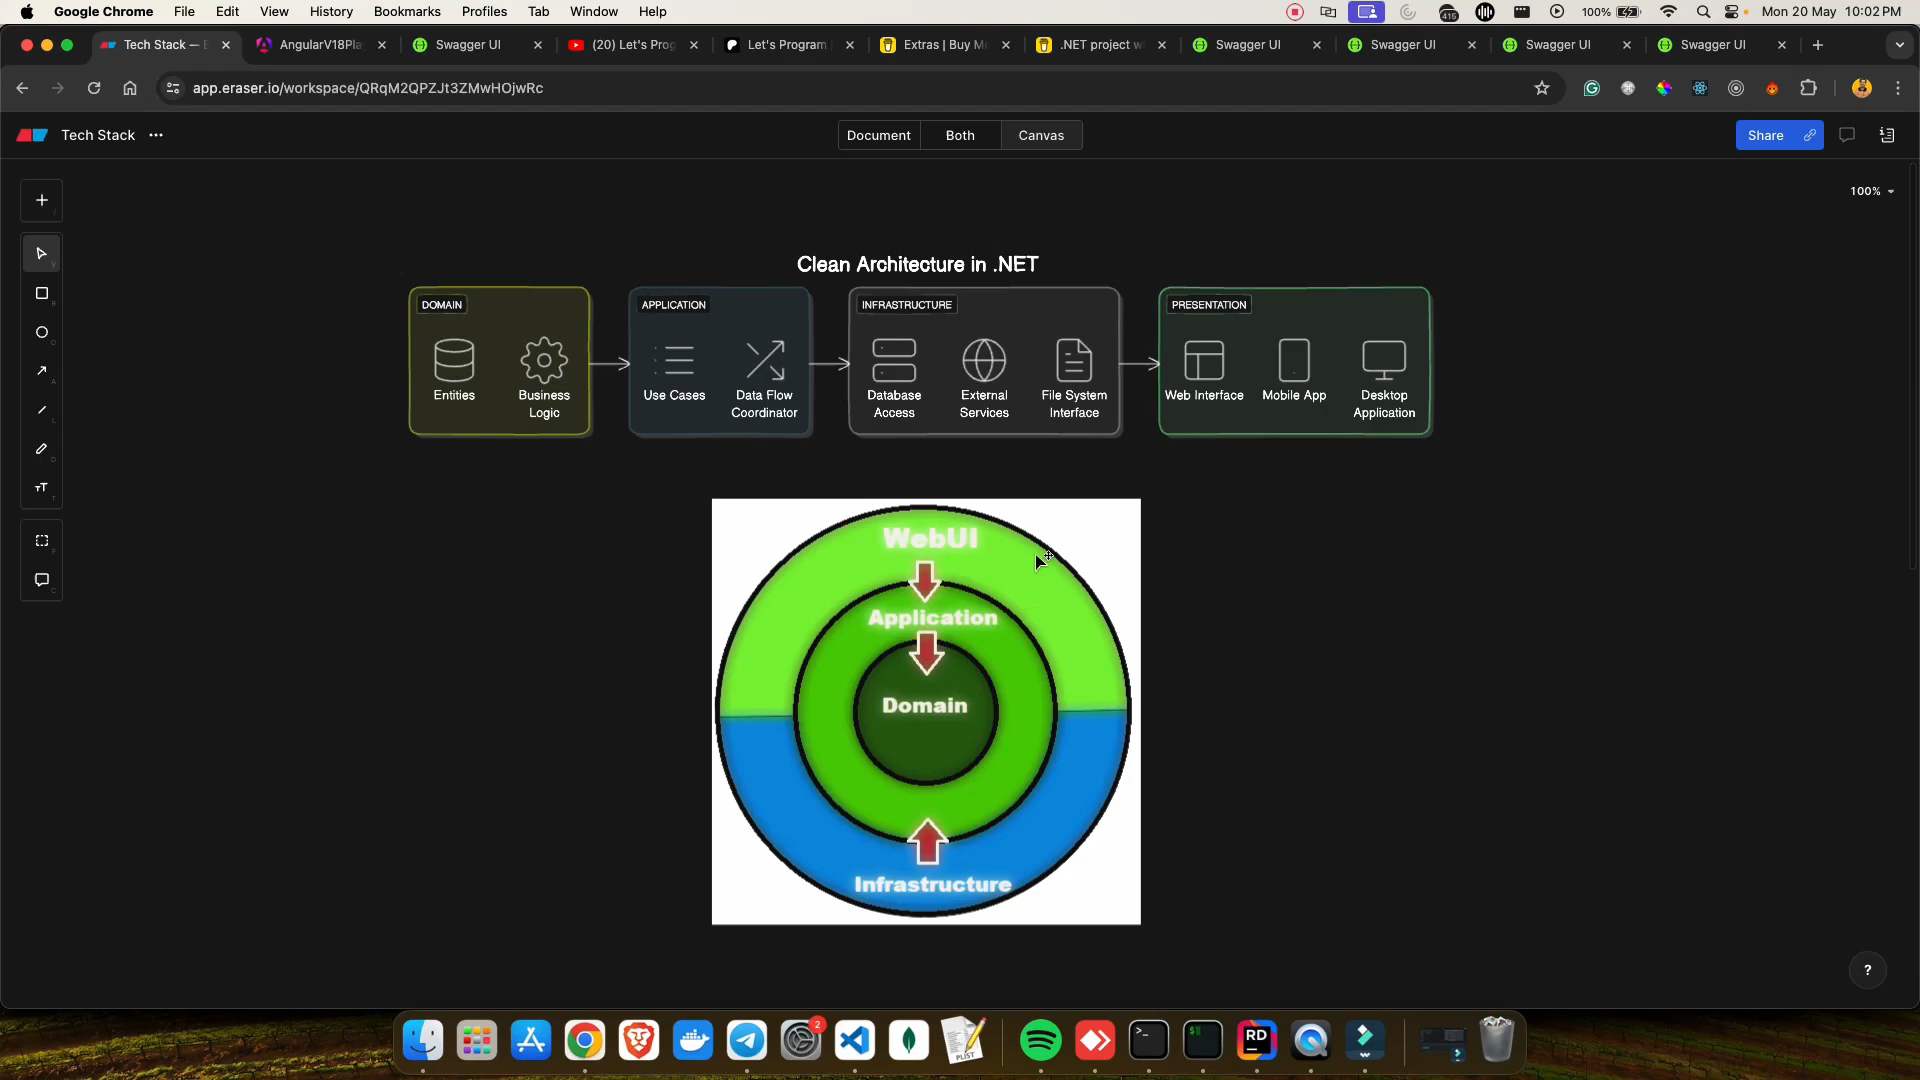 Google Chrome File Edit View History Bookmarks Profiles Tab Window Help 415 100% Mon 20 May 10:02 PM
Tech Stack — E AngularV18Pla Swagger UI (20) Let's Prog Let's Program Extras | Buy Me .NET project w Swagger UI Swagger UI Swagger UI Swagger UI
app.eraser.io/workspace/QRqM2QPZJt3ZMwHOjwRc
Tech Stack Document Both Canvas Share
100%
Clean Architecture in .NET
DOMAIN APPLICATION INFRASTRUCTURE PRESENTATION
Entities Business Use Cases Data Flow Database External File System Web Interface Mobile App Desktop
Logic Coordinator Access Services Interface Application
WebUI
Application
Domain
Infrastructure
?
2
PLIST
RD